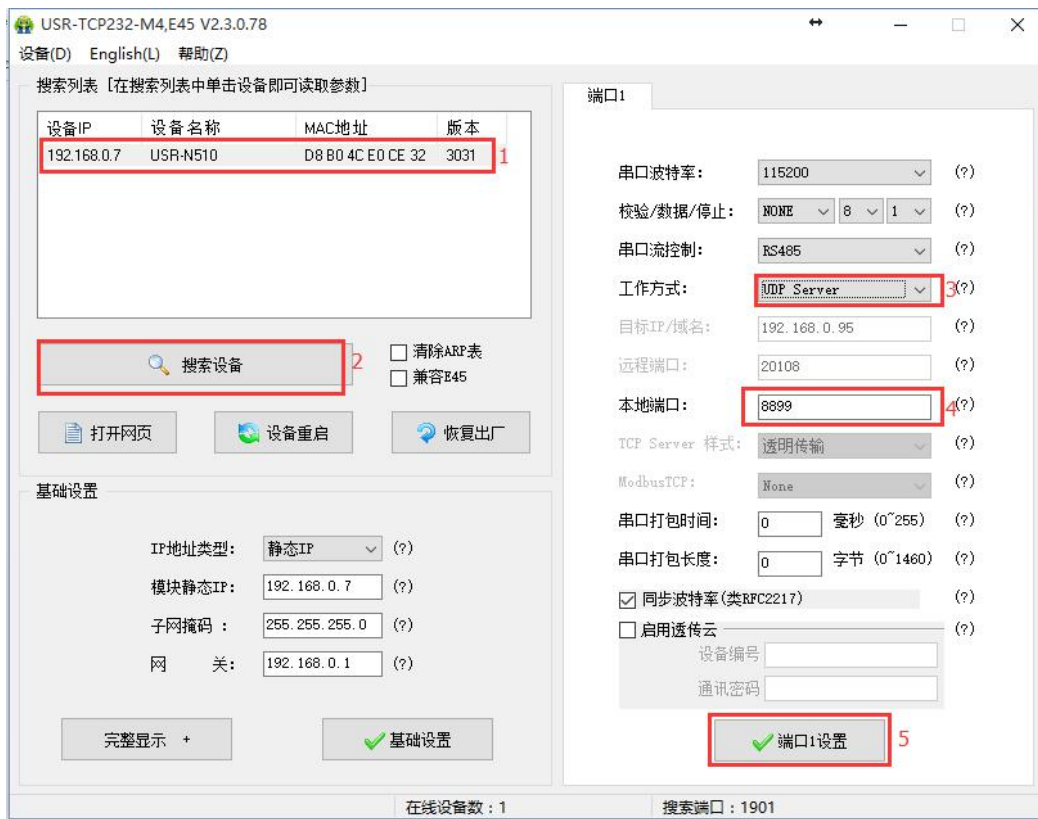 USR-TCP232-M4,E45 V2.3.0.78
设备(D) English(L) 帮助(Z)
搜索列表 [在搜索列表中单击设备即可读取参数]
设备IP 设备名称 MAC地址 版本
192.168.0.7 USR-N510 D8 B0 4C E0 CE 32 3031 1
搜索设备 2
清除ARP表
兼容E45
打开网页 设备重启 恢复出厂
基础设置
IP地址类型: 静态IP (?)
模块静态IP: 192.168.0.7 (?)
子网掩码 : 255.255.255.0 (?)
网 关: 192.168.0.1 (?)
完整显示 + 基础设置
端口1
串口波特率: 115200 (?)
校验/数据/停止: NONE 8 1 (?)
串口流控制: RS485 (?)
工作方式: UDP Server 3 (?)
目标IP/域名: 192.168.0.95 (?)
远程端口: 20108 (?)
本地端口: 8899 4 (?)
TCP Server 样式: 透明传输 (?)
ModbusTCP: None (?)
串口打包时间: 0 毫秒 (0~255) (?)
串口打包长度: 0 字节 (0~1460) (?)
同步波特率(类RFC2217) (?)
启用透传云 (?)
设备编号
通讯密码
端口1设置 5
在线设备数:1 搜索端口:1901